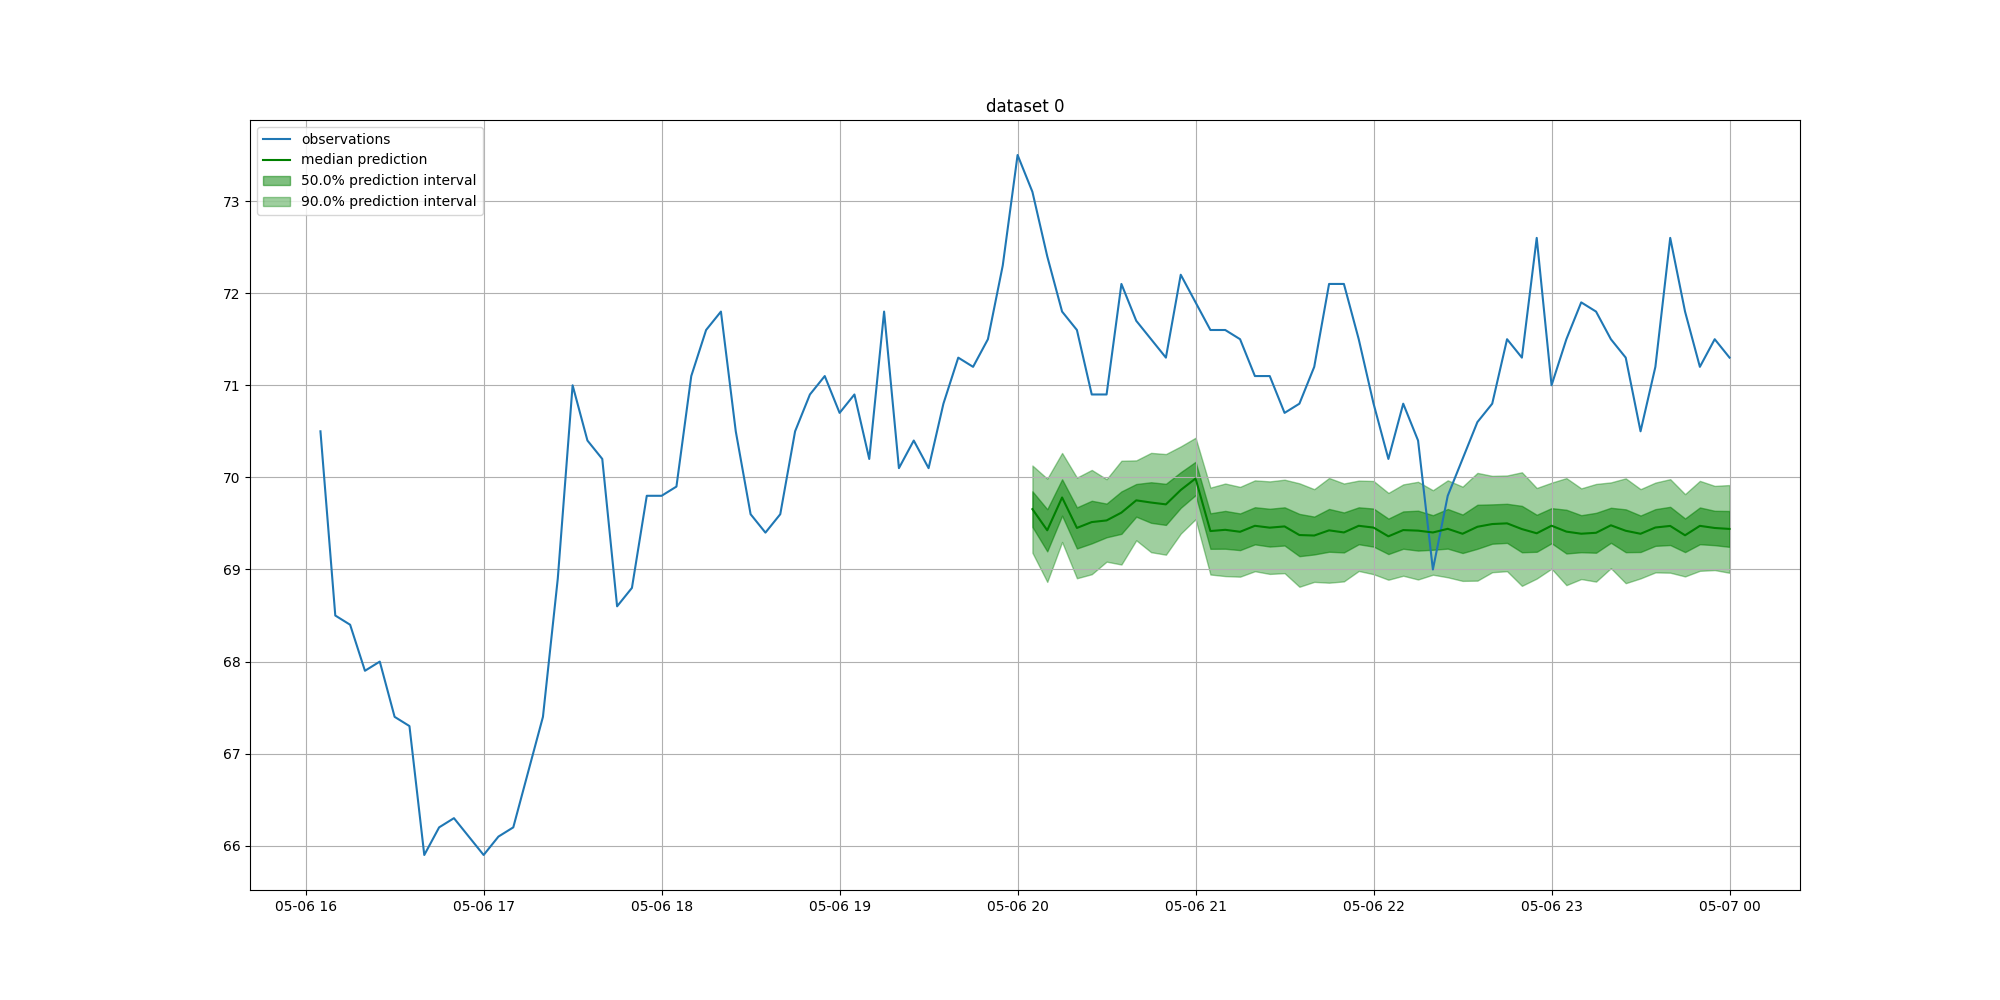 dataset 0
observations
median prediction
50.0% prediction interval
90.0% prediction interval
73
72
71
70
69
68
67
66
05-06 16 05-06 17 05-06 18 05-06 19 05-06 20 05-06 21 05-06 22 05-06 23 05-07 00